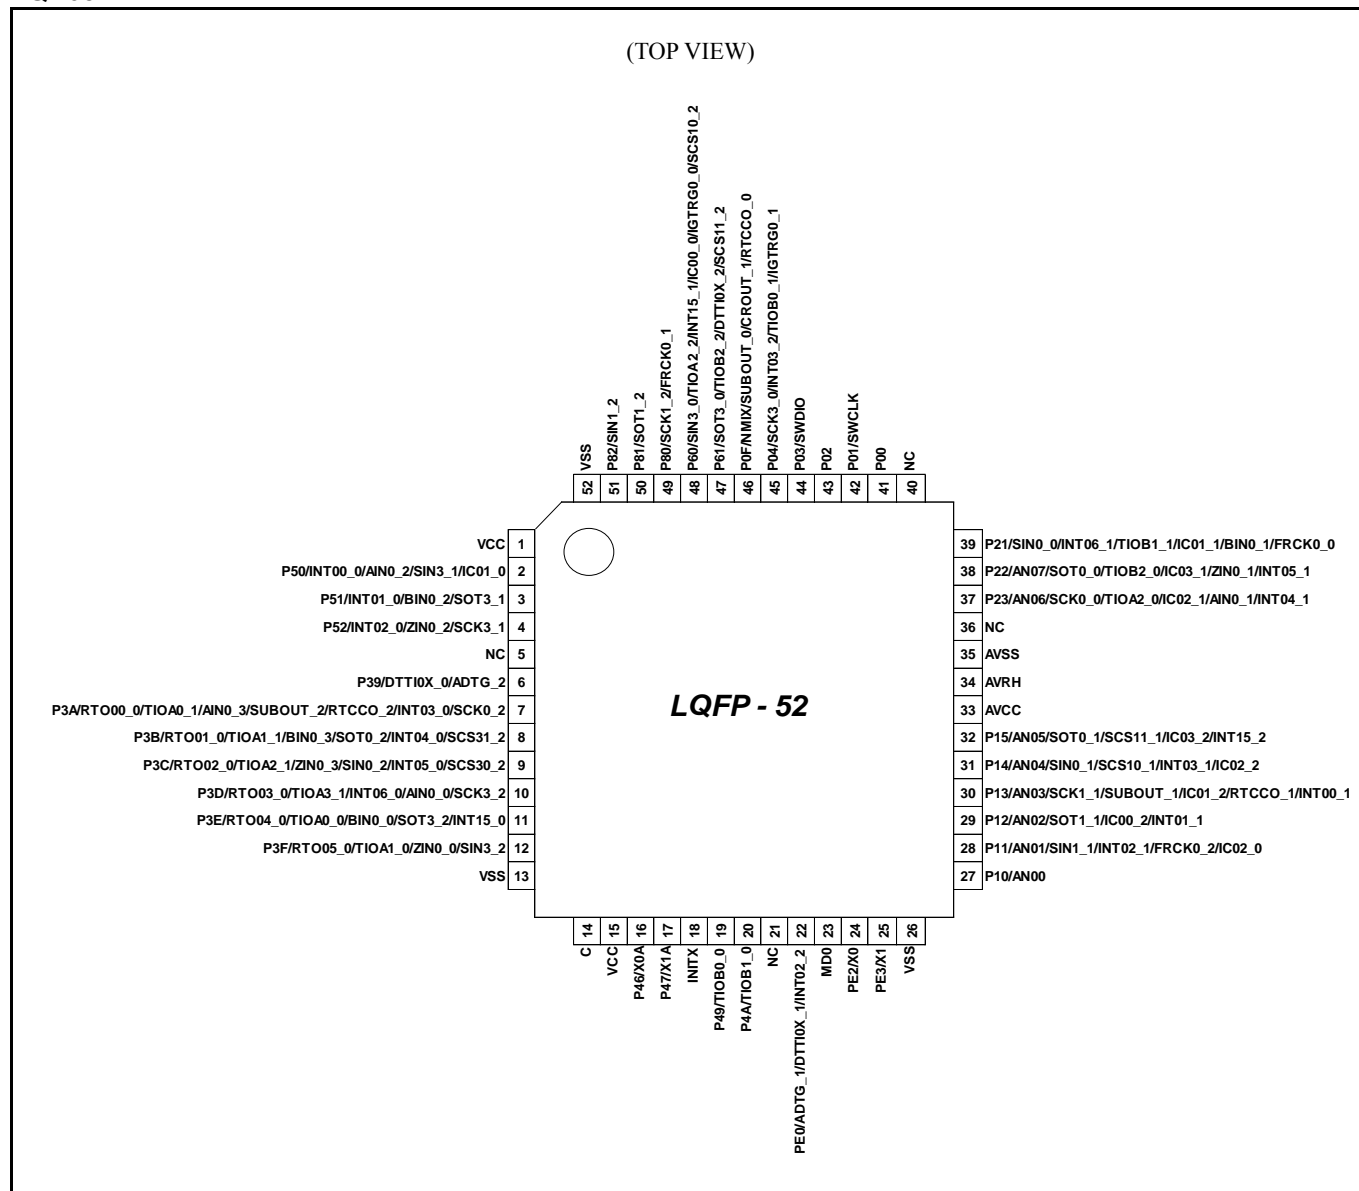 (TOP VIEW)
VSS
P82/SIN1_2
P81/SOT1_2
P80/SCK1_2/FRCK0_1
P60/SIN3_0/TIOA2_2/INT15_1/IC00_0/IGTRG0_0/SCS10_2
P61/SOT3_0/TIOB2_2/DTTI0X_2/SCS11_2
P0F/NMIX/SUBOUT_0/CROUT_1/RTCCO_0
P04/SCK3_0/INT03_2/TIOB0_1/IGTRG0_1
P03/SWDIO
P02
P01/SWCLK
P00
NC
52 51 50 49 48 47 46 45 44 43 42 41 40
VCC 1
P50/INT00_0/AIN0_2/SIN3_1/IC01_0 2
P51/INT01_0/BIN0_2/SOT3_1 3
P52/INT02_0/ZIN0_2/SCK3_1 4
NC 5
P39/DTTI0X_0/ADTG_2 6
P3A/RTO00_0/TIOA0_1/AIN0_3/SUBOUT_2/RTCCO_2/INT03_0/SCK0_2 7
P3B/RTO01_0/TIOA1_1/BIN0_3/SOT0_2/INT04_0/SCS31_2 8
P3C/RTO02_0/TIOA2_1/ZIN0_3/SIN0_2/INT05_0/SCS30_2 9
P3D/RTO03_0/TIOA3_1/INT06_0/AIN0_0/SCK3_2 10
P3E/RTO04_0/TIOA0_0/BIN0_0/SOT3_2/INT15_0 11
P3F/RTO05_0/TIOA1_0/ZIN0_0/SIN3_2 12
VSS 13
LQFP - 52
39 P21/SIN0_0/INT06_1/TIOB1_1/IC01_1/BIN0_1/FRCK0_0
38 P22/AN07/SOT0_0/TIOB2_0/IC03_1/ZIN0_1/INT05_1
37 P23/AN06/SCK0_0/TIOA2_0/IC02_1/AIN0_1/INT04_1
36 NC
35 AVSS
34 AVRH
33 AVCC
32 P15/AN05/SOT0_1/SCS11_1/IC03_2/INT15_2
31 P14/AN04/SIN0_1/SCS10_1/INT03_1/IC02_2
30 P13/AN03/SCK1_1/SUBOUT_1/IC01_2/RTCCO_1/INT00_1
29 P12/AN02/SOT1_1/IC00_2/INT01_1
28 P11/AN01/SIN1_1/INT02_1/FRCK0_2/IC02_0
27 P10/AN00
14 15 16 17 18 19 20 21 22 23 24 25 26
C
VCC
P46/X0A
P47/X1A
INITX
P49/TIOB0_0
P4A/TIOB1_0
NC
PE0/ADTG_1/DTTI0X_1/INT02_2
MD0
PE2/X0
PE3/X1
VSS